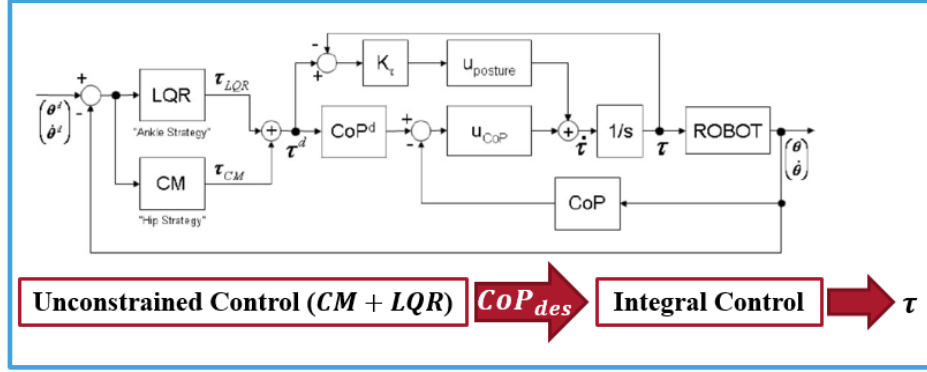 -
+
K_τ
u_posture
+
LQR
τ_LQR
-
+
(θ^d
θ̇^d)
"Ankle Strategy"
+
τ^d
CoP^d
+
-
u_CoP
+
τ̇
1/s
τ
ROBOT
(θ
θ̇)
CM
τ_CM
"Hip Strategy"
CoP
Unconstrained Control (CM + LQR)
CoP_des
Integral Control
τ